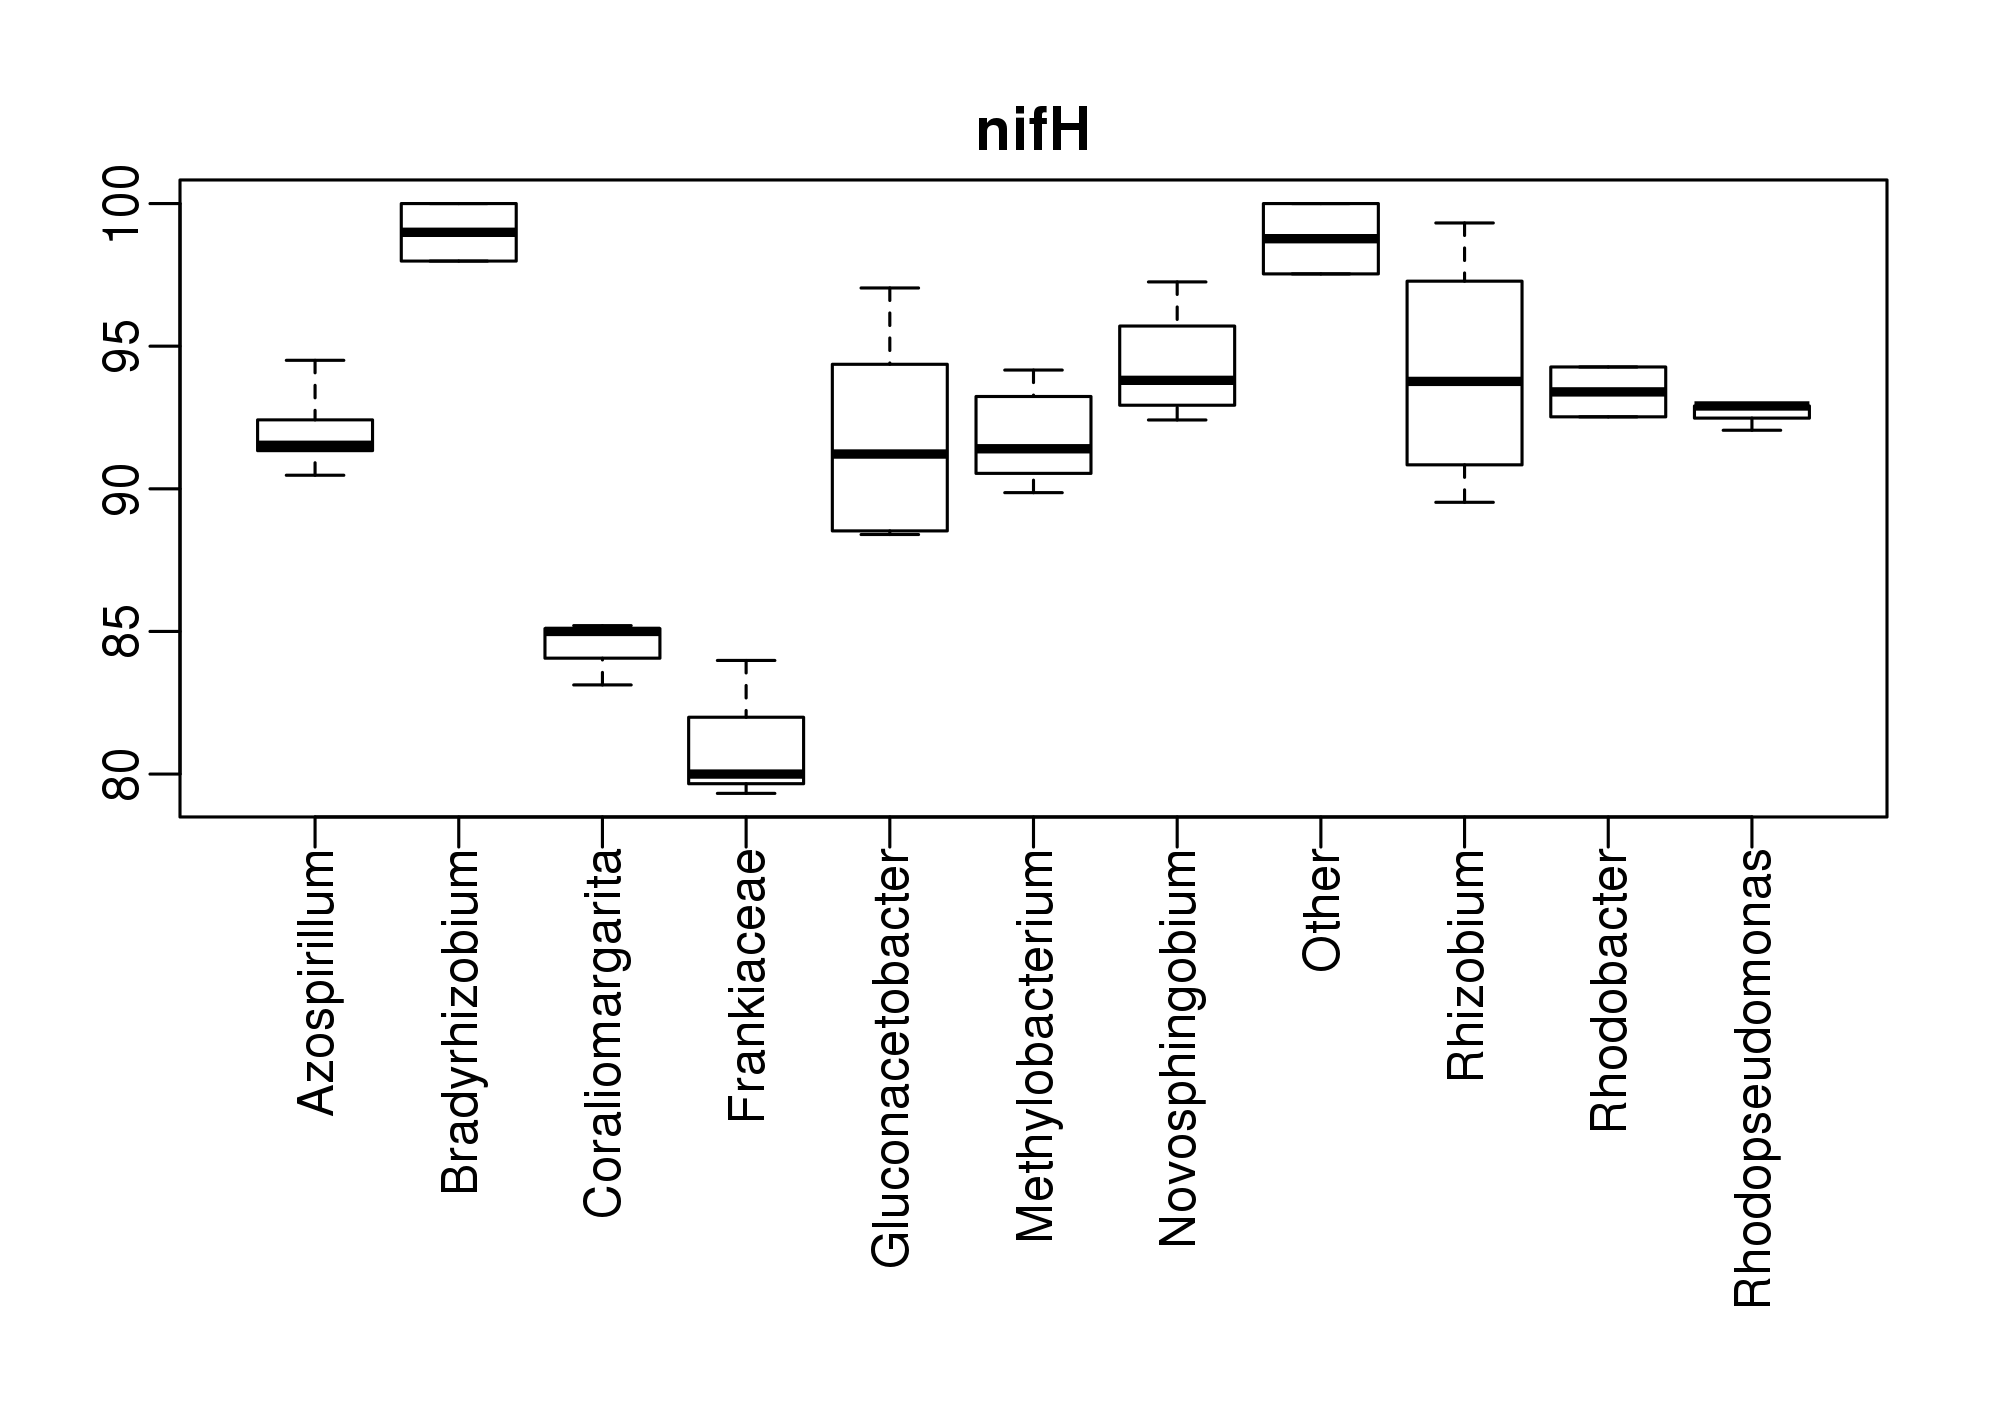 nifH
100
95
90
85
80
Azospirillum
Bradyrhizobium
Coraliomargarita
Frankiaceae
Gluconacetobacter
Methylobacterium
Novosphingobium
Other
Rhizobium
Rhodobacter
Rhodopseudomonas